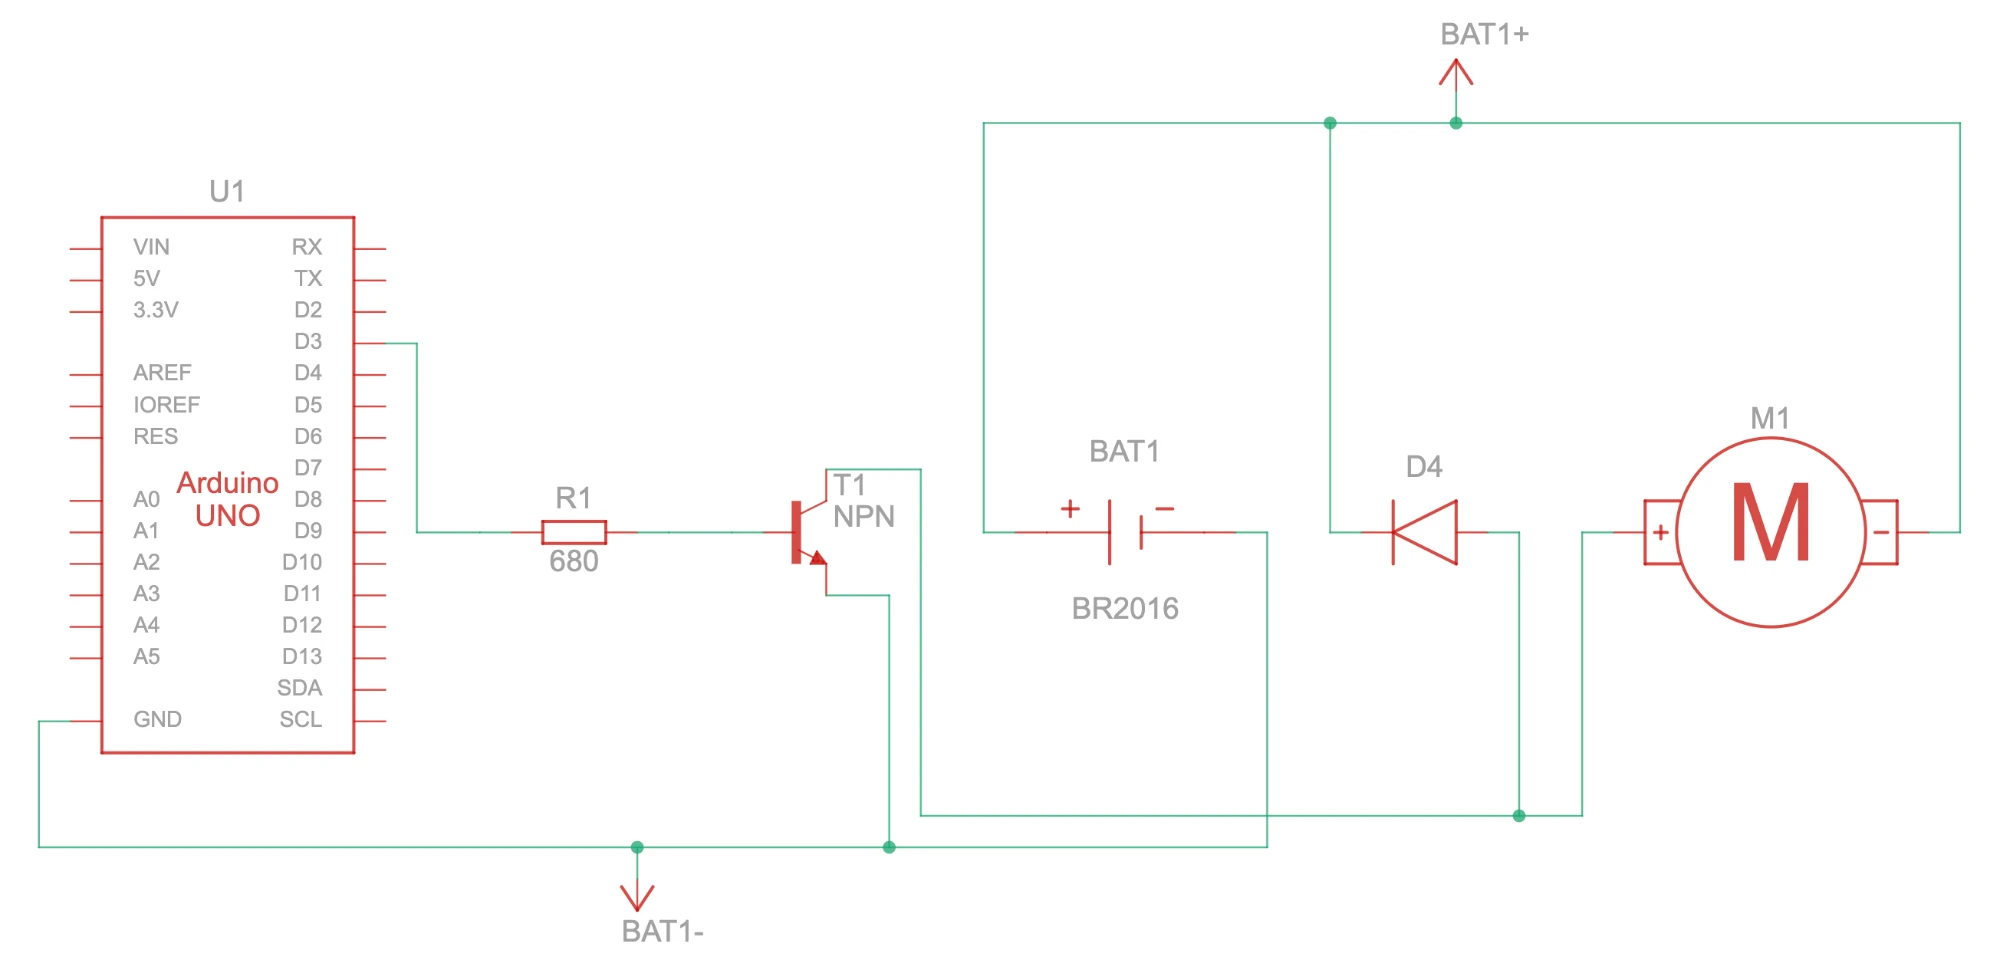 BAT1+
U1
VIN RX
5V TX
3.3V D2
D3
AREF D4
IOREF D5
RES D6
D7
Arduino
UNO
A0 D8
A1 D9
A2 D10
A3 D11
A4 D12
A5 D13
SDA
GND SCL
R1
680
T1
NPN
BAT1
+ −
BR2016
D4
M1
+ M −
BAT1-